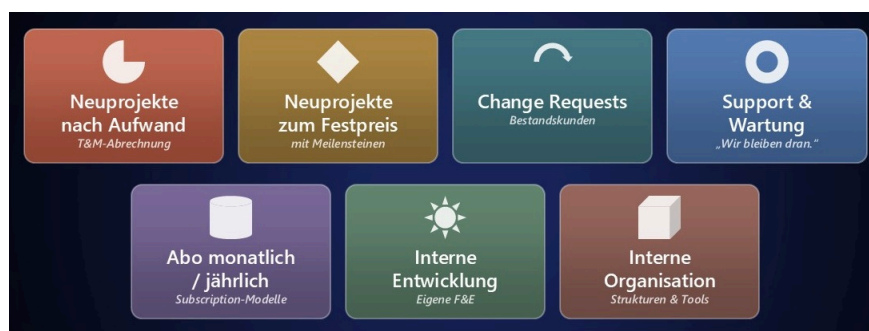 Neuprojekte
nach Aufwand
T&M-Abrechnung
Neuprojekte
zum Festpreis
mit Meilensteinen
Change Requests
Bestandskunden
Support &
Wartung
„Wir bleiben dran.“
Abo monatlich
/ jährlich
Subscription-Modelle
Interne
Entwicklung
Eigene F&E
Interne
Organisation
Strukturen & Tools